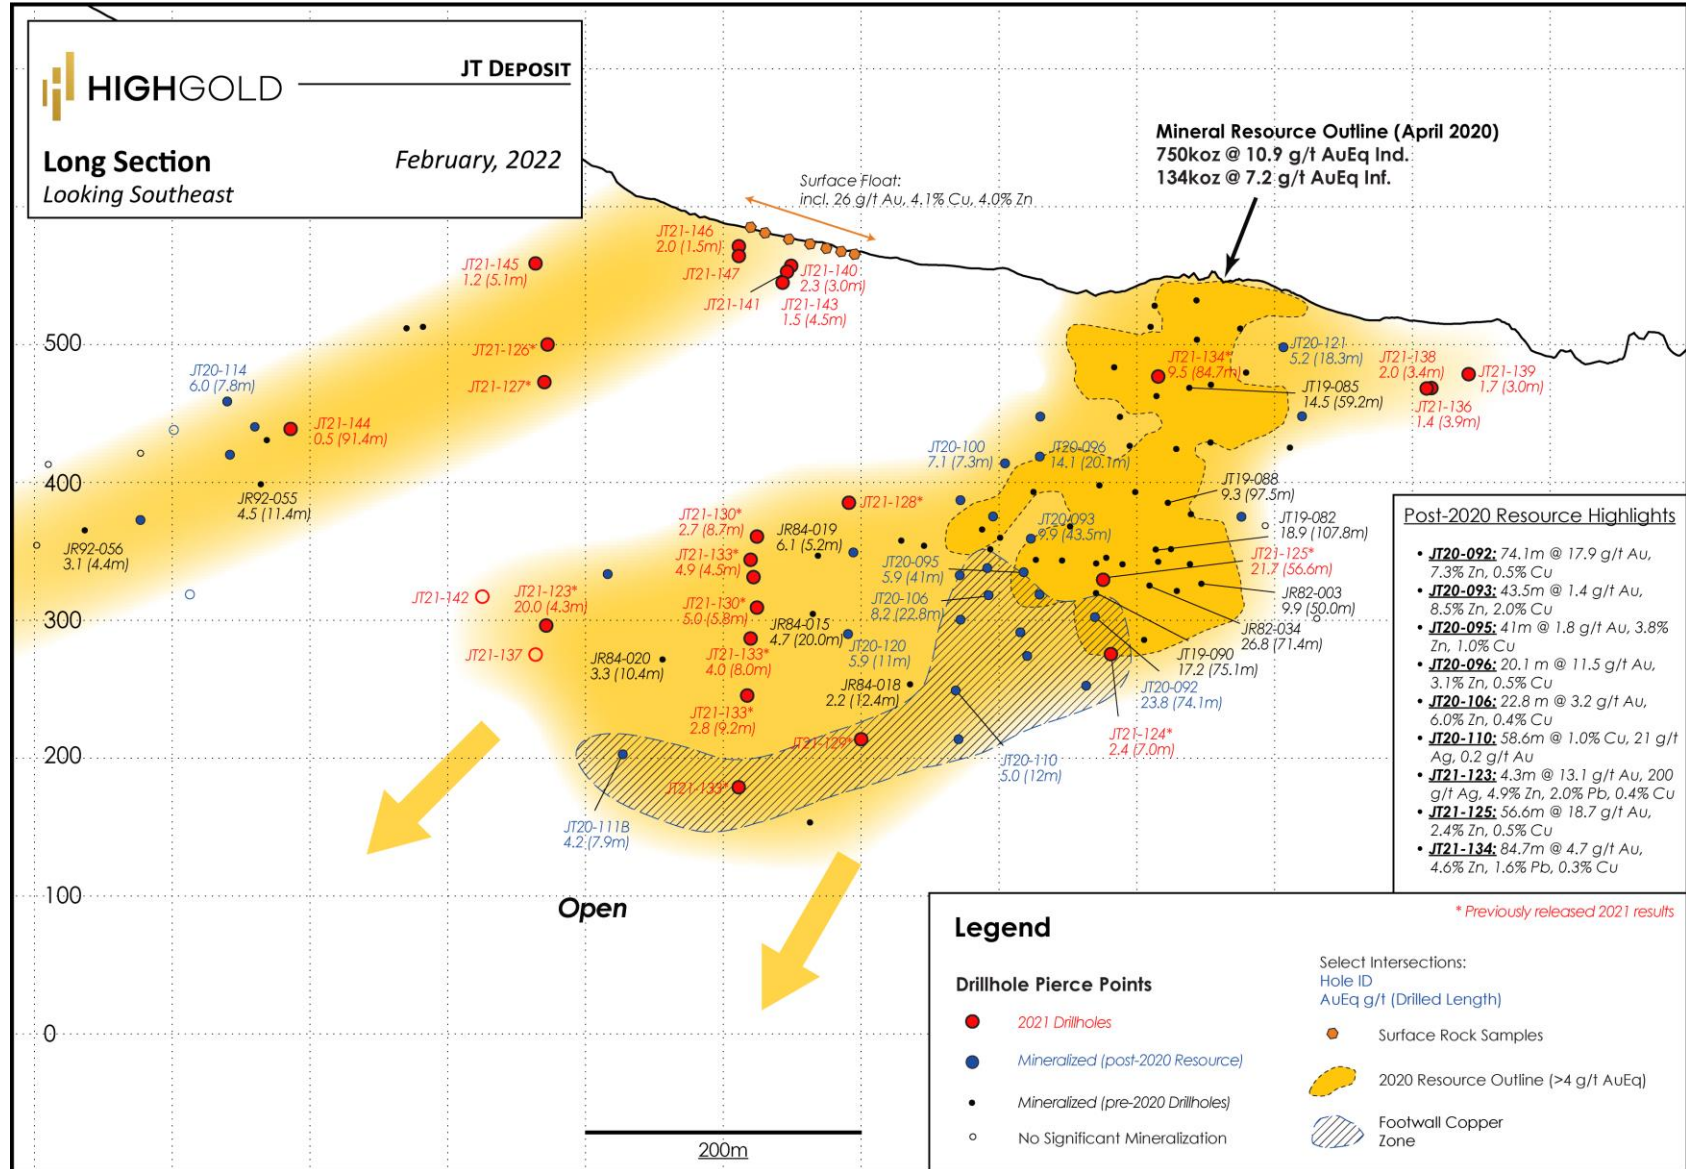 HIGHGOLD
JT DEPOSIT
Long Section
February, 2022
Looking Southeast
Mineral Resource Outline (April 2020)
750koz @ 10.9 g/t AuEq Ind.
134koz @ 7.2 g/t AuEq Inf.
Surface Float:
incl. 26 g/t Au, 4.1% Cu, 4.0% Zn
JT21-146
2.0 (1.5m)
JT21-147
JT21-145
1.2 (5.1m)
JT21-140
2.3 (3.0m)
JT21-141
JT21-143
1.5 (4.5m)
500
JT21-126*
JT21-127*
JT20-114
6.0 (7.8m)
JT21-144
0.5 (91.4m)
JT21-134*
9.5 (84.7m)
JT20-121
5.2 (18.3m)
JT19-085
14.5 (59.2m)
JT21-138
2.0 (3.4m)
JT21-139
1.7 (3.0m)
JT21-136
1.4 (3.9m)
JT20-100
7.1 (7.3m)
JT20-096
14.1 (20.1m)
400
JR92-055
4.5 (11.4m)
JR92-056
3.1 (4.4m)
JT21-128*
JT21-130*
2.7 (8.7m)
JR84-019
6.1 (5.2m)
JT21-133*
4.9 (4.5m)
JT20-093
9.9 (43.5m)
JT19-088
9.3 (97.5m)
JT19-082
18.9 (107.8m)
JT20-095
5.9 (41m)
JT21-125*
21.7 (56.6m)
JT20-106
8.2 (22.8m)
JR82-003
9.9 (50.0m)
JT21-142
JT21-123*
20.0 (4.3m)
JT21-130*
5.0 (5.8m)
300
JR84-015
4.7 (20.0m)
JT20-120
5.9 (11m)
JR82-034
26.8 (71.4m)
JT19-090
17.2 (75.1m)
JT21-137
JT21-133*
4.0 (8.0m)
JR84-020
3.3 (10.4m)
JR84-018
2.2 (12.4m)
JT20-092
23.8 (74.1m)
JT21-133*
2.8 (9.2m)
JT21-129*
JT21-124*
2.4 (7.0m)
200
JT20-110
5.0 (12m)
JT21-133*
JT20-111B
4.2 (7.9m)
100
Open
0
200m
Post-2020 Resource Highlights
• JT20-092: 74.1m @ 17.9 g/t Au,
7.3% Zn, 0.5% Cu
• JT20-093: 43.5m @ 1.4 g/t Au,
8.5% Zn, 2.0% Cu
• JT20-095: 41m @ 1.8 g/t Au, 3.8%
Zn, 1.0% Cu
• JT20-096: 20.1 m @ 11.5 g/t Au,
3.1% Zn, 0.5% Cu
• JT20-106: 22.8 m @ 3.2 g/t Au,
6.0% Zn, 0.4% Cu
• JT20-110: 58.6m @ 1.0% Cu, 21 g/t
Ag, 0.2 g/t Au
• JT21-123: 4.3m @ 13.1 g/t Au, 200
g/t Ag, 4.9% Zn, 2.0% Pb, 0.4% Cu
• JT21-125: 56.6m @ 18.7 g/t Au,
2.4% Zn, 0.5% Cu
• JT21-134: 84.7m @ 4.7 g/t Au,
4.6% Zn, 1.6% Pb, 0.3% Cu
* Previously released 2021 results
Legend
Drillhole Pierce Points
2021 Drillholes
Mineralized (post-2020 Resource)
Mineralized (pre-2020 Drillholes)
No Significant Mineralization
Select Intersections:
Hole ID
AuEq g/t (Drilled Length)
Surface Rock Samples
2020 Resource Outline (>4 g/t AuEq)
Footwall Copper
Zone